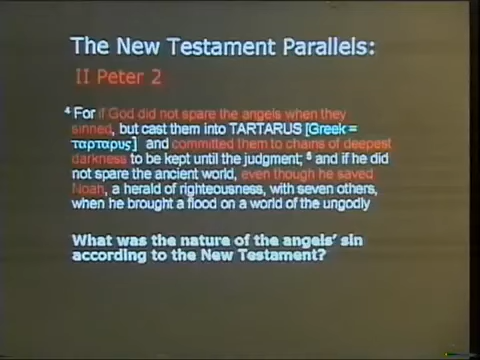 The New Testament Parallels:
II Peter 2
⁴ For if God did not spare the angels when they
sinned, but cast them into TARTARUS [Greek =
ταρταρυς] and committed them to chains of deepest
darkness to be kept until the judgment; ⁵ and if he did
not spare the ancient world, even though he saved
Noah, a herald of righteousness, with seven others,
when he brought a flood on a world of the ungodly
What was the nature of the angels' sin
according to the New Testament?